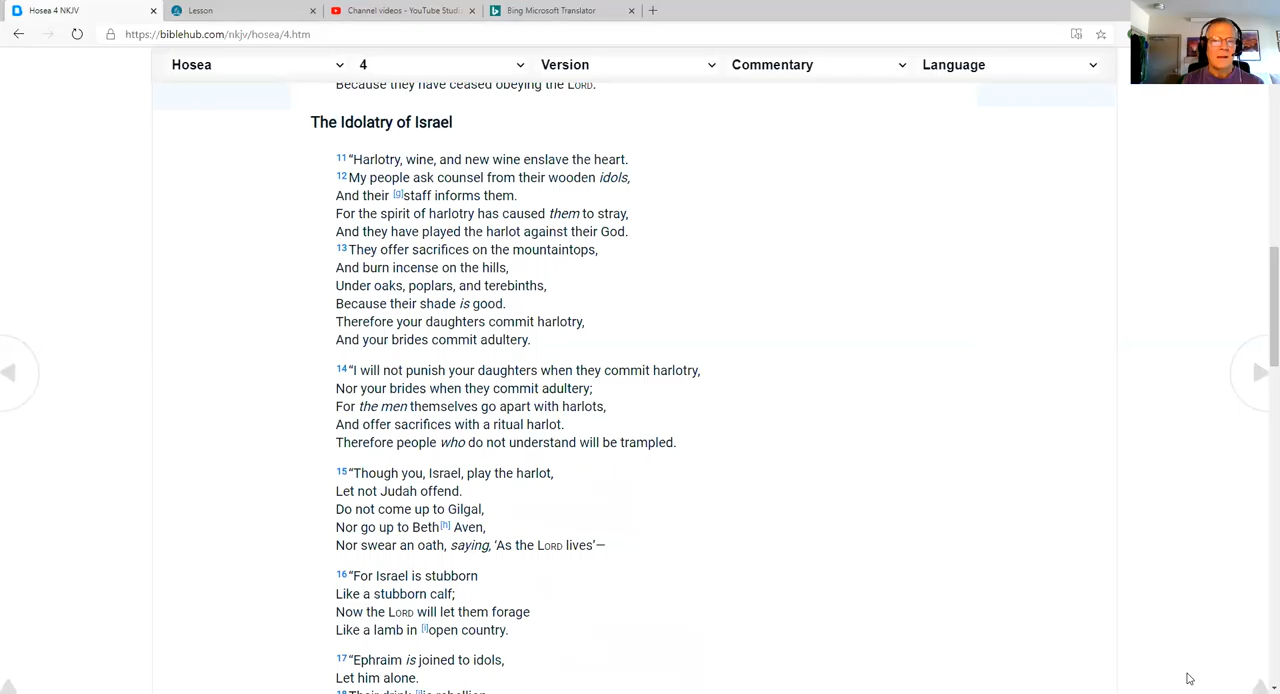 Hosea 4 NKJV
Lesson
Channel videos - YouTube Studi
Bing Microsoft Translator
https://biblehub.com/nkjv/hosea/4.htm
Hosea 4 Version Commentary Language
Because they have ceased obeying the LORD.
The Idolatry of Israel
11 “Harlotry, wine, and new wine enslave the heart.
12 My people ask counsel from their wooden idols,
And their [g]staff informs them.
For the spirit of harlotry has caused them to stray,
And they have played the harlot against their God.
13 They offer sacrifices on the mountaintops,
And burn incense on the hills,
Under oaks, poplars, and terebinths,
Because their shade is good.
Therefore your daughters commit harlotry,
And your brides commit adultery.
14 “I will not punish your daughters when they commit harlotry,
Nor your brides when they commit adultery;
For the men themselves go apart with harlots,
And offer sacrifices with a ritual harlot.
Therefore people who do not understand will be trampled.
15 “Though you, Israel, play the harlot,
Let not Judah offend.
Do not come up to Gilgal,
Nor go up to Beth[h] Aven,
Nor swear an oath, saying, ‘As the LORD lives’—
16 “For Israel is stubborn
Like a stubborn calf;
Now the LORD will let them forage
Like a lamb in [i]open country.
17 “Ephraim is joined to idols,
Let him alone.
18 Their drink [j]is rebellion,